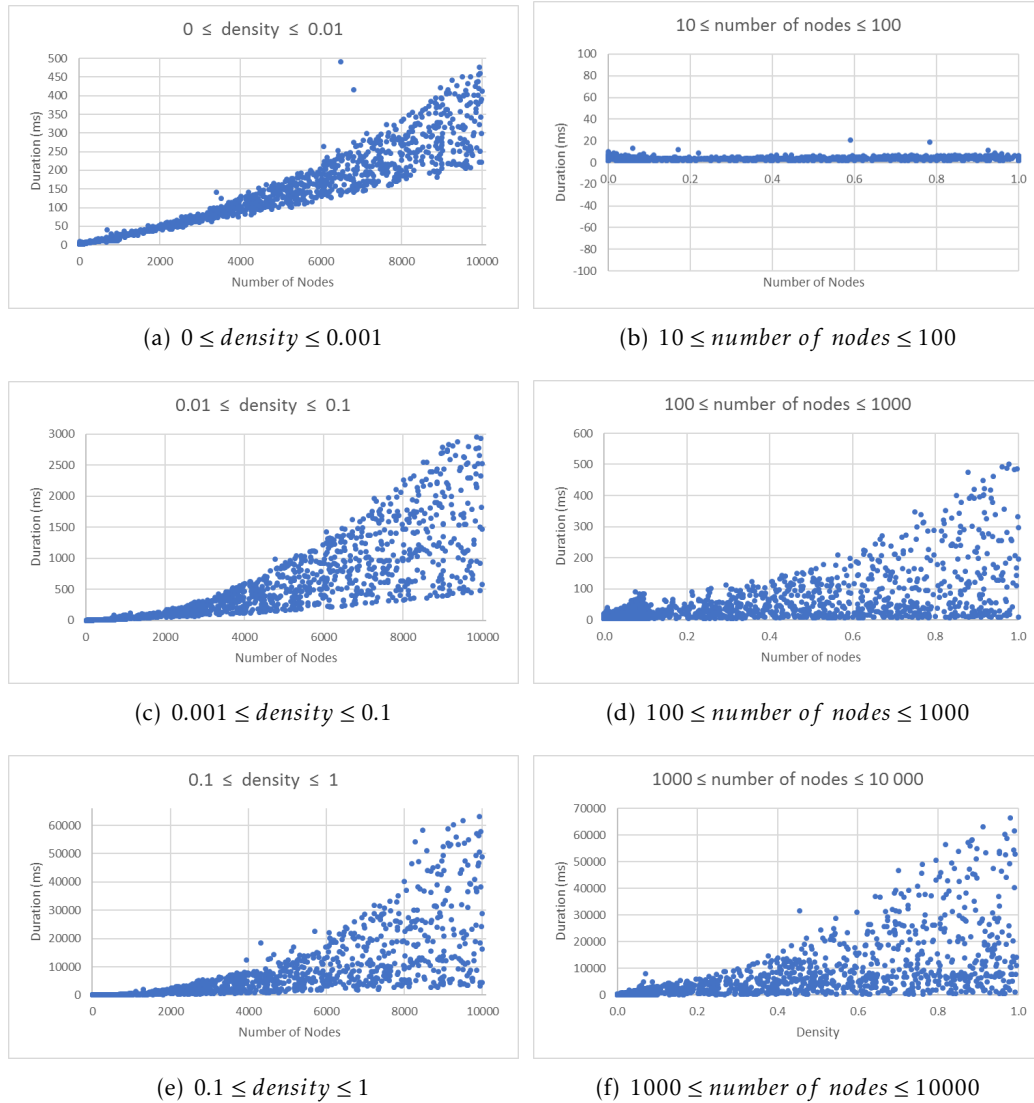 0 ≤ density ≤ 0.01
500
450
400
350
300
250
200
150
100
50
0
Duration (ms)
0 2000 4000 6000 8000 10000
Number of Nodes
(a) 0 ≤ density ≤ 0.001
10 ≤ number of nodes ≤ 100
100
80
60
40
20
0
-20
-40
-60
-80
-100
Duration (ms)
0.0 0.2 0.4 0.6 0.8 1.0
Number of Nodes
(b) 10 ≤ number of nodes ≤ 100
0.01 ≤ density ≤ 0.1
3000
2500
2000
1500
1000
500
0
Duration (ms)
0 2000 4000 6000 8000 10000
Number of Nodes
(c) 0.001 ≤ density ≤ 0.1
100 ≤ number of nodes ≤ 1000
600
500
400
300
200
100
0
Duration (ms)
0.0 0.2 0.4 0.6 0.8 1.0
Number of nodes
(d) 100 ≤ number of nodes ≤ 1000
0.1 ≤ density ≤ 1
60000
50000
40000
30000
20000
10000
0
Duration (ms)
0 2000 4000 6000 8000 10000
Number of Nodes
(e) 0.1 ≤ density ≤ 1
1000 ≤ number of nodes ≤ 10 000
70000
60000
50000
40000
30000
20000
10000
0
Duration (ms)
0.0 0.2 0.4 0.6 0.8 1.0
Density
(f) 1000 ≤ number of nodes ≤ 10000